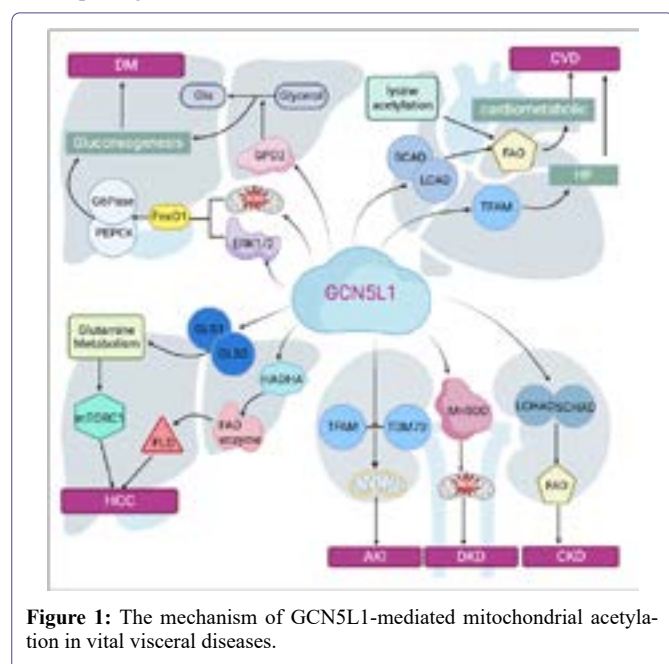 DM
CVD
Glu
Glycerol
lysine
acetylation
cardiometabolic
Gluconeogenesis
GPD2
SCAD
LCAD
FAO
HF
G6Pase
PEPCK
FoxO1
ERK1/2
TFAM
GCN5L1
Glutamine
Metabolism
GLS1
GLS2
HADHA
mTORC1
FLD
FAO
enzyme
HCC
TFAM
TOM70
MnSOD
LCHAD
SCHAD
FAO
AKI
DKD
CKD
Figure 1: The mechanism of GCN5L1-mediated mitochondrial acetyla-
tion in vital visceral diseases.